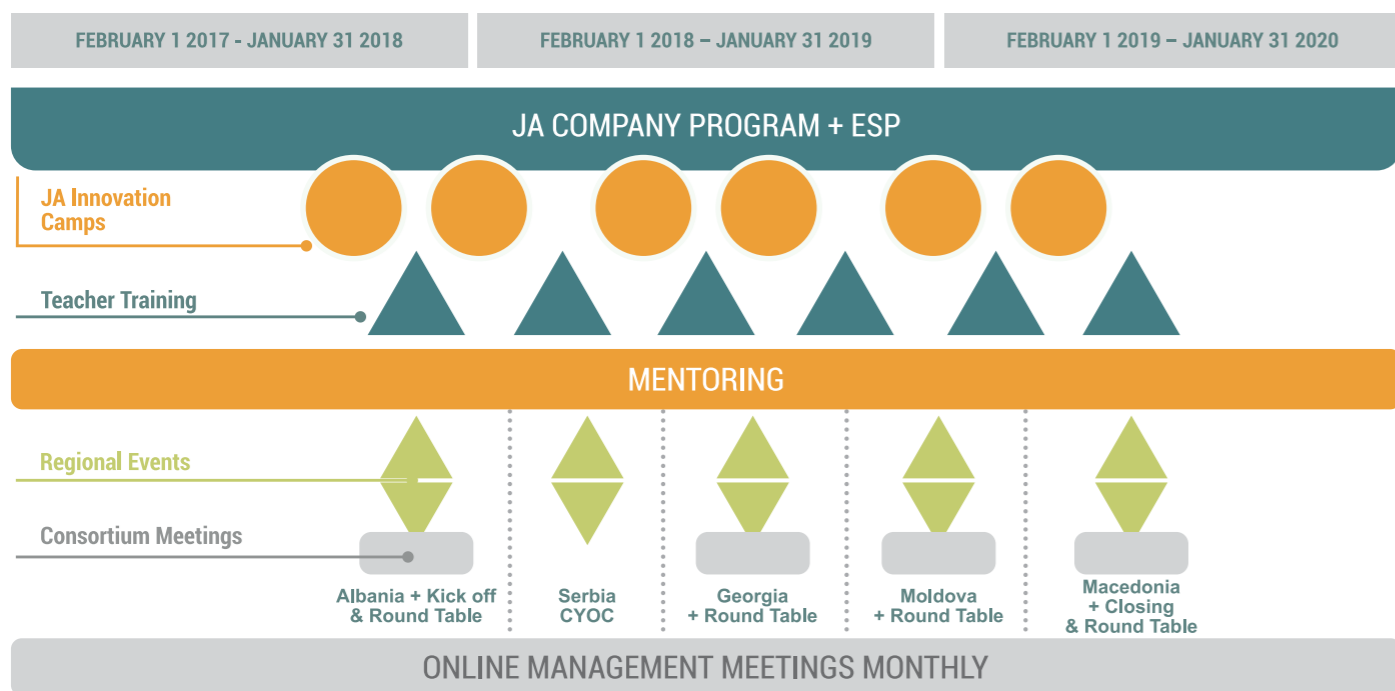 FEBRUARY 1 2017 - JANUARY 31 2018
FEBRUARY 1 2018 – JANUARY 31 2019
FEBRUARY 1 2019 – JANUARY 31 2020
JA COMPANY PROGRAM + ESP
JA Innovation
Camps
Teacher Training
MENTORING
Regional Events
Consortium Meetings
Albania + Kick off
& Round Table
Serbia
CYOC
Georgia
+ Round Table
Moldova
+ Round Table
Macedonia
+ Closing
& Round Table
ONLINE MANAGEMENT MEETINGS MONTHLY